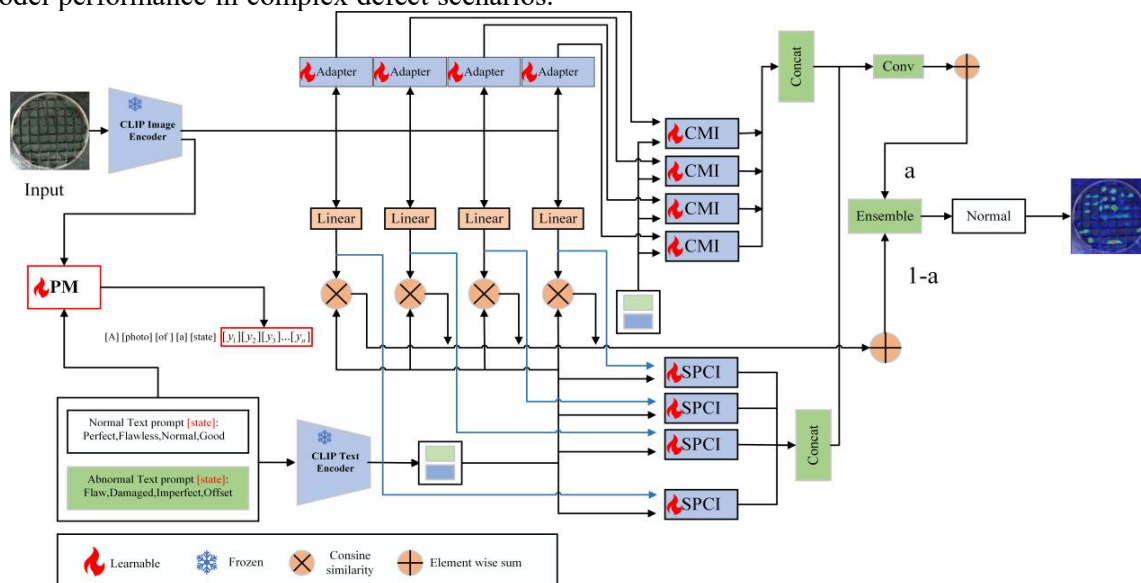 oder performance in complex defect scenarios.
Adapter
Adapter
Adapter
Adapter
Concat
Conv
CLIP Image
Encoder
CMI
CMI
CMI
CMI
Input
a
Linear
Linear
Linear
Linear
Ensemble
Normal
PM
1-a
[A] [photo] [of ] [a] [state] [y₁][y₂][y₃]...[yₙ]
SPCI
SPCI
SPCI
SPCI
Concat
Normal Text prompt [state]:
Perfect,Flawless,Normal,Good
CLIP Text
Encoder
Abnormal Text prompt [state]:
Flaw,Damaged,Imperfect,Offset
Learnable
Frozen
Consine
similarity
Element wise sum